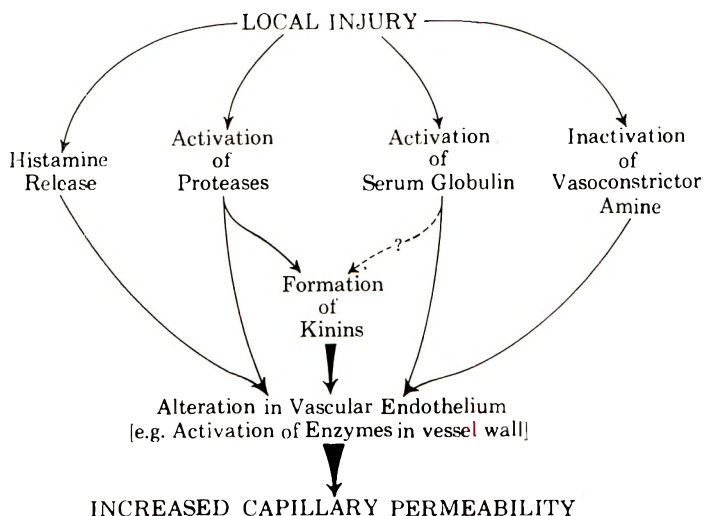 LOCAL INJURY
Histamine
Release
Activation
of
Proteases
Activation
of
Serum Globulin
Inactivation
of
Vasoconstrictor
Amine
?
Formation
of
Kinins
Alteration in Vascular Endothelium
[e.g. Activation of Enzymes in vessel wall]
INCREASED CAPILLARY PERMEABILITY